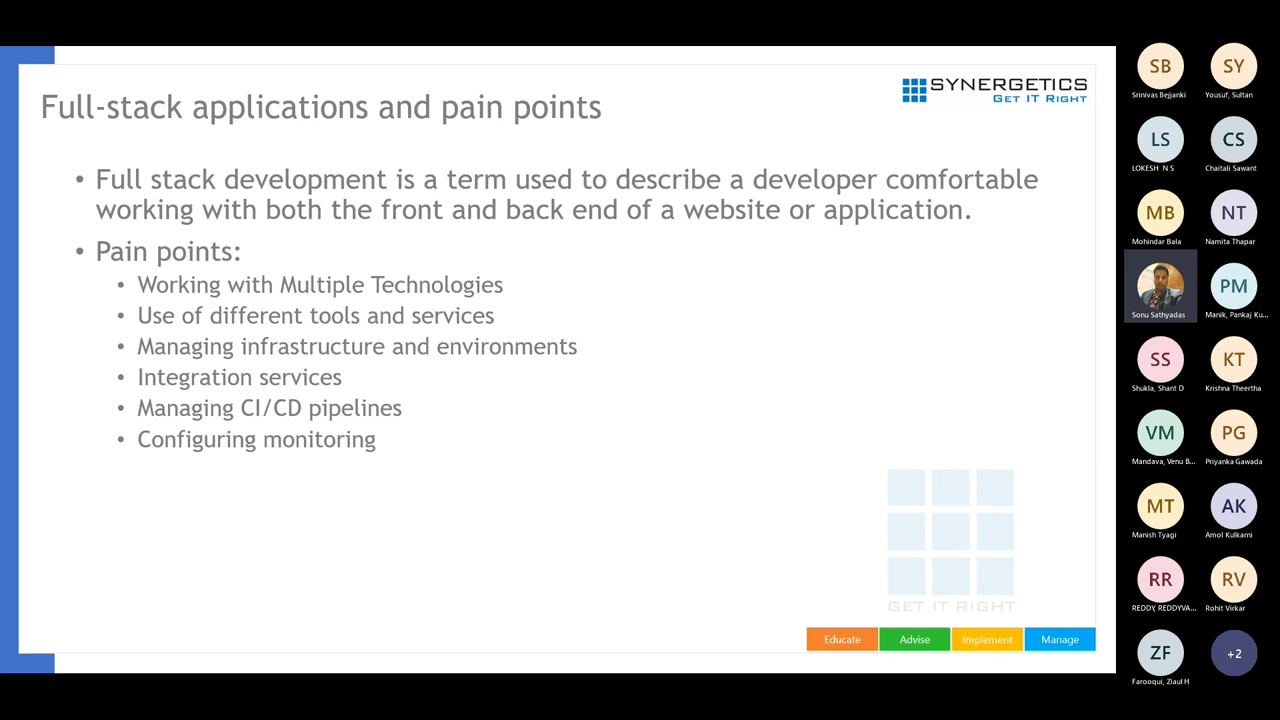 Full-stack applications and pain points
SYNERGETICS
GET IT RIGHT
• Full stack development is a term used to describe a developer comfortable
working with both the front and back end of a website or application.
• Pain points:
• Working with Multiple Technologies
• Use of different tools and services
• Managing infrastructure and environments
• Integration services
• Managing CI/CD pipelines
• Configuring monitoring
GET IT RIGHT
Educate Advise Implement Manage
SB SY
Srinivas Bejjanki Yousuf, Sultan
LS CS
LOKESH N S Chaitali Sawant
MB NT
Mohindar Bala Namita Thapar
PM
Sonu Sathyadas Manik, Pankaj Ku...
SS KT
Shukla, Shant D Krishna Theertha
VM PG
Mandava, Venu B... Priyanka Gawada
MT AK
Manish Tyagi Amol Kulkarni
RR RV
REDDY, REDDYVA... Rohit Virkar
ZF +2
Farooqui, Ziaul H